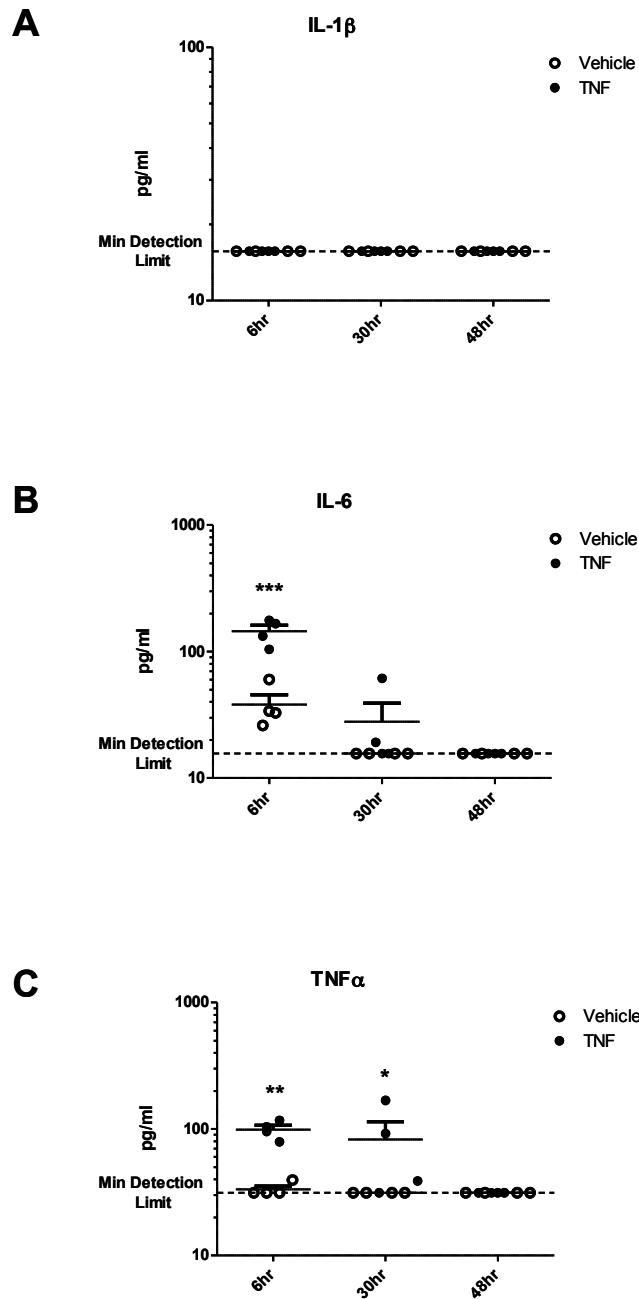 A
IL-1β
100
Vehicle
TNF
pg/ml
Min Detection
Limit
10
6hr
30hr
48hr
B
IL-6
1000
Vehicle
TNF
***
pg/ml
100
Min Detection
Limit
10
6hr
30hr
48hr
C
TNFα
1000
Vehicle
TNF
**
*
pg/ml
100
Min Detection
Limit
10
6hr
30hr
48hr